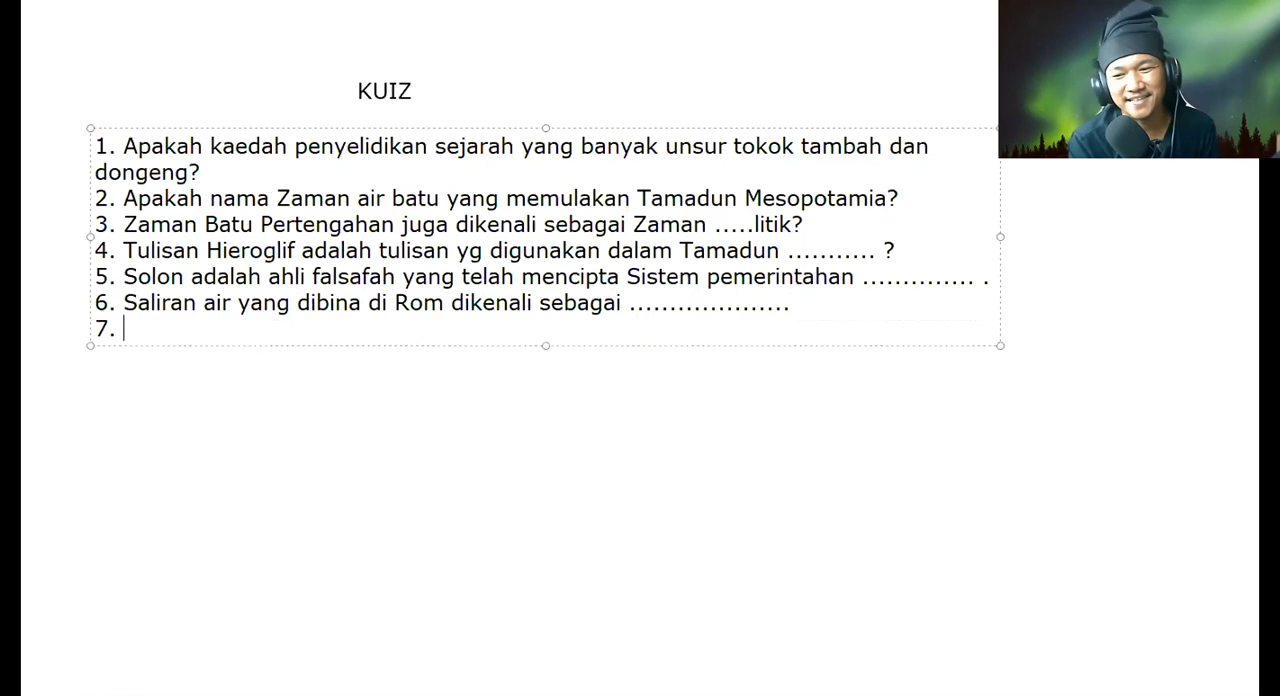 KUIZ
1. Apakah kaedah penyelidikan sejarah yang banyak unsur tokok tambah dan
dongeng?
2. Apakah nama Zaman air batu yang memulakan Tamadun Mesopotamia?
3. Zaman Batu Pertengahan juga dikenali sebagai Zaman .....litik?
4. Tulisan Hieroglif adalah tulisan yg digunakan dalam Tamadun ........... ?
5. Solon adalah ahli falsafah yang telah mencipta Sistem pemerintahan .............. .
6. Saliran air yang dibina di Rom dikenali sebagai ....................
7.